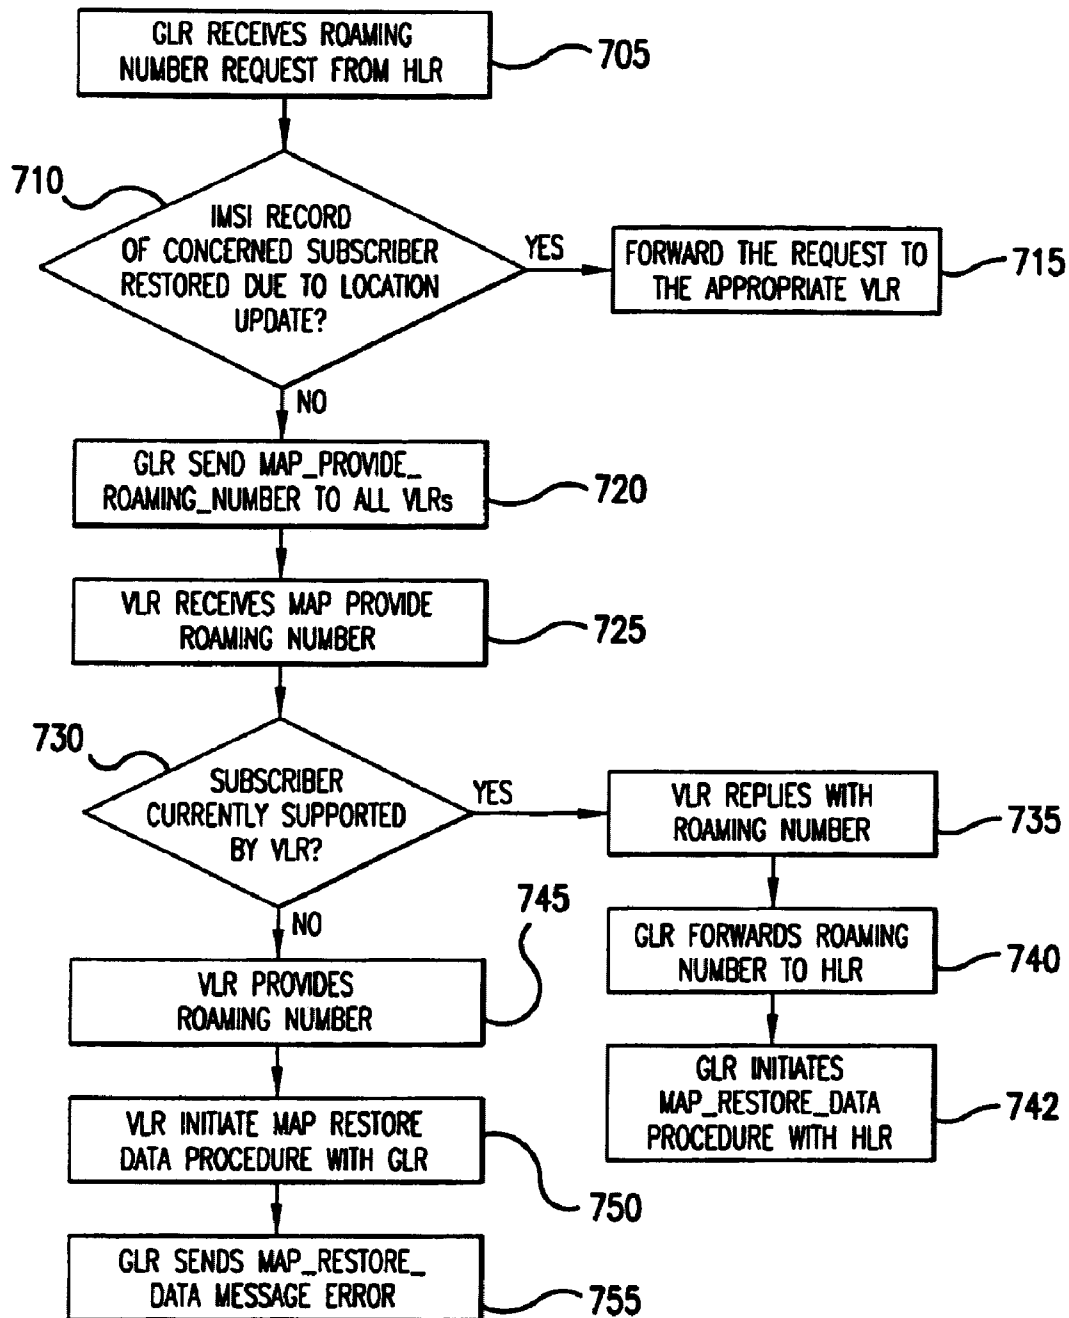 GLR RECEIVES ROAMING
NUMBER REQUEST FROM HLR
705
710
IMSI RECORD
OF CONCERNED SUBSCRIBER
RESTORED DUE TO LOCATION
UPDATE?
YES
FORWARD THE REQUEST TO
THE APPROPRIATE VLR
715
NO
GLR SEND MAP_PROVIDE_
ROAMING_NUMBER TO ALL VLRs
720
VLR RECEIVES MAP PROVIDE
ROAMING NUMBER
725
730
SUBSCRIBER
CURRENTLY SUPPORTED
BY VLR?
YES
VLR REPLIES WITH
ROAMING NUMBER
735
NO
745
VLR PROVIDES
ROAMING NUMBER
GLR FORWARDS ROAMING
NUMBER TO HLR
740
VLR INITIATE MAP RESTORE
DATA PROCEDURE WITH GLR
750
GLR INITIATES
MAP_RESTORE_DATA
PROCEDURE WITH HLR
742
GLR SENDS MAP_RESTORE_
DATA MESSAGE ERROR
755